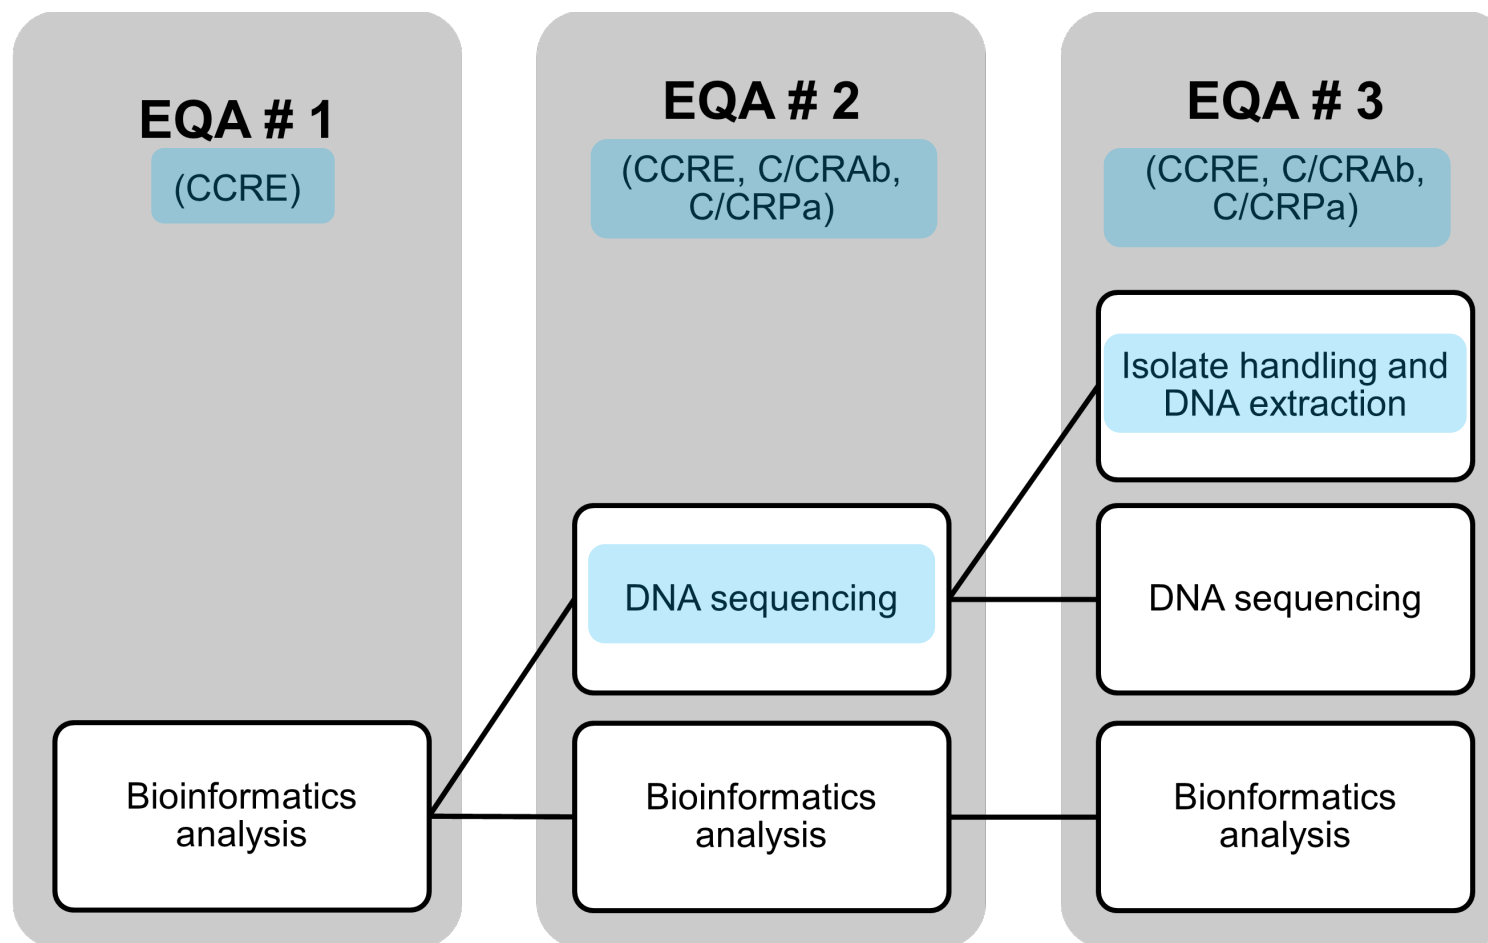 EQA # 1
(CCRE)
Bioinformatics
analysis
EQA # 2
(CCRE, C/CRAb,
C/CRPa)
DNA sequencing
Bioinformatics
analysis
EQA # 3
(CCRE, C/CRAb,
C/CRPa)
Isolate handling and
DNA extraction
DNA sequencing
Bionformatics
analysis